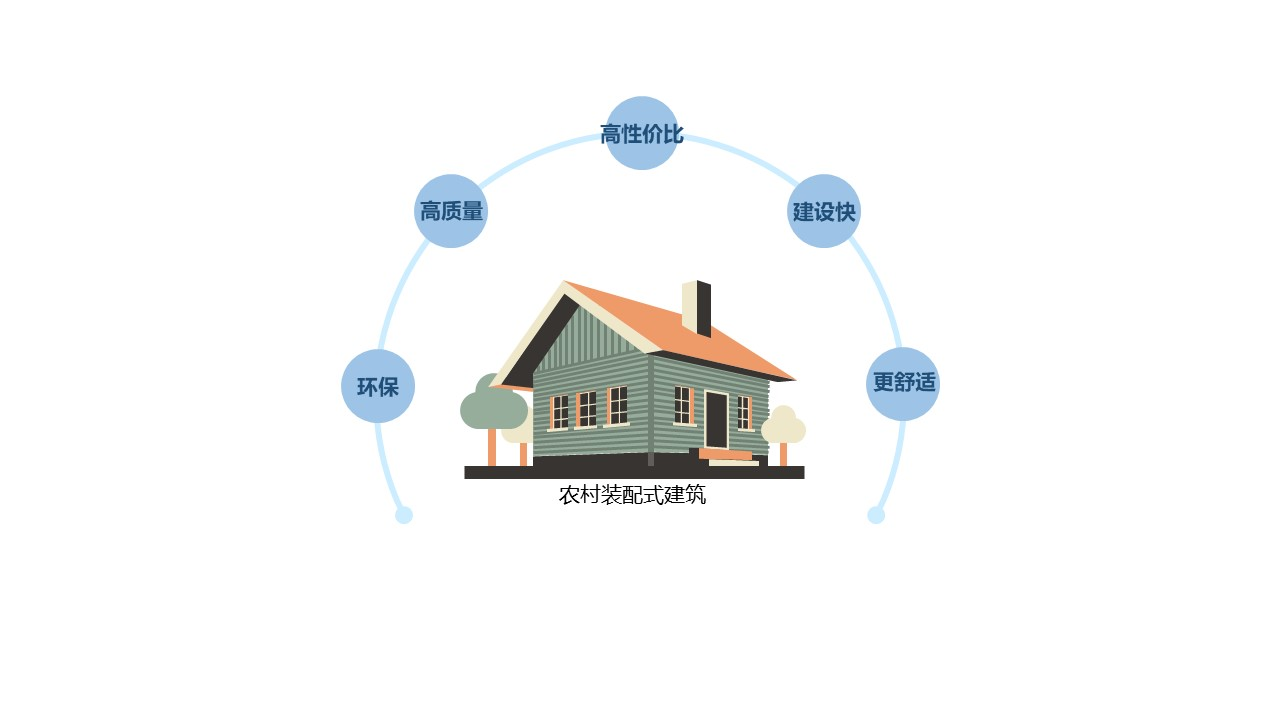 高性价比
高质量
建设快
环保
更舒适
农村装配式建筑